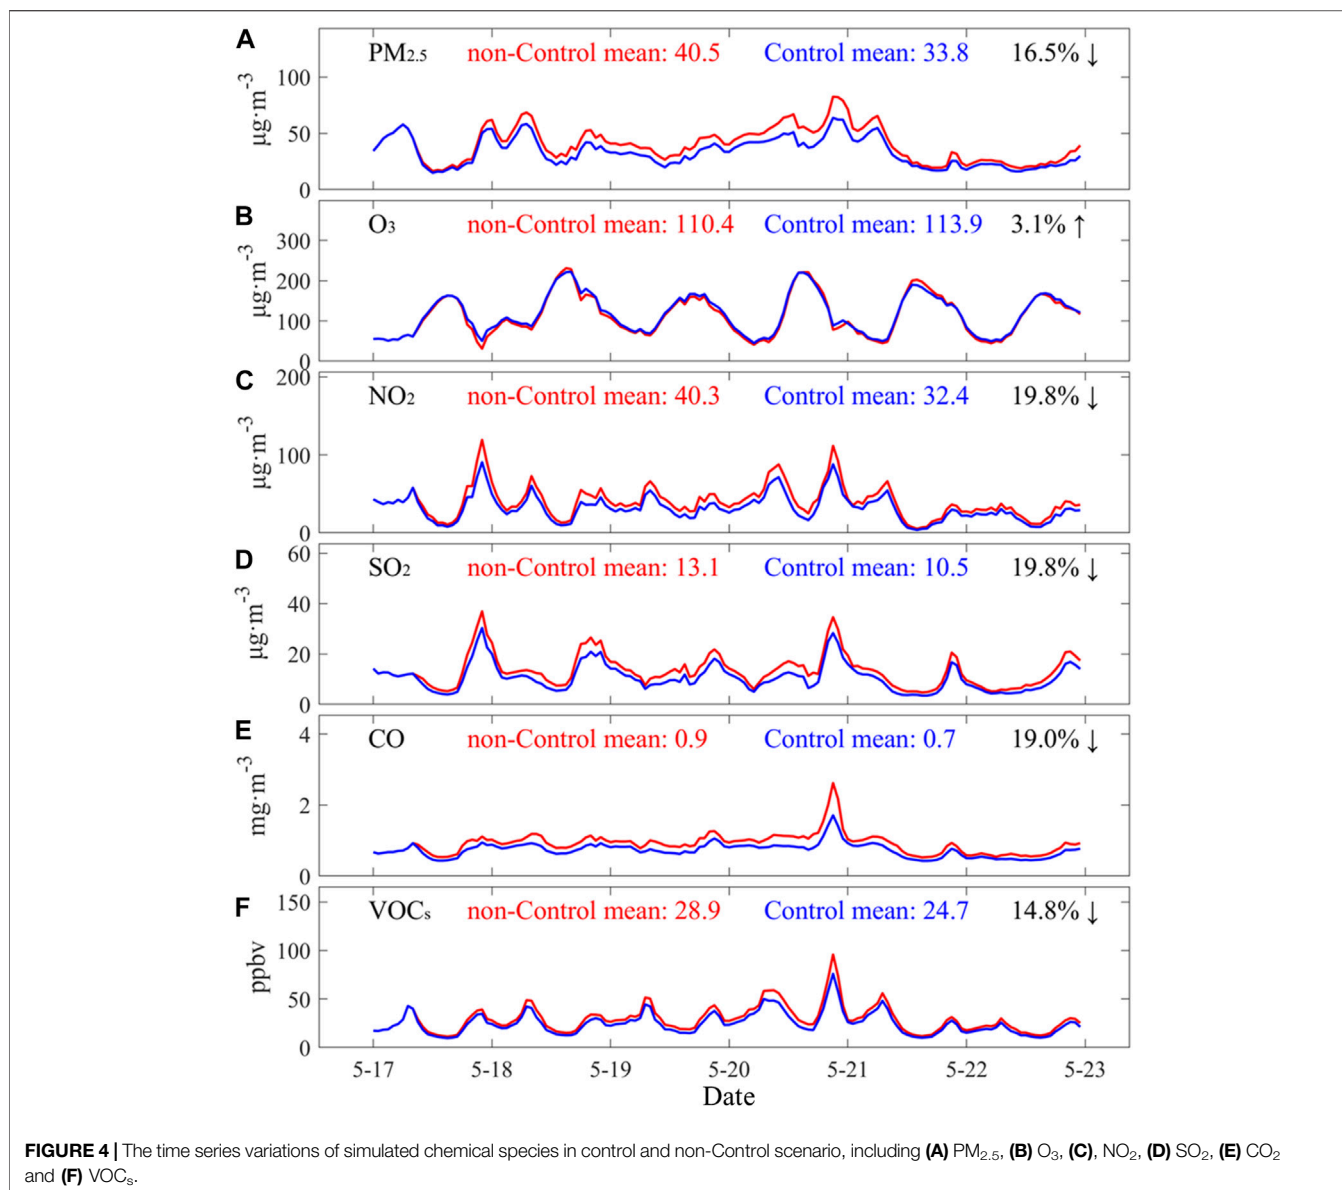 A
PM2.5 non-Control mean: 40.5 Control mean: 33.8 16.5% ↓
100
50
0
µg·m-3
B
O3 non-Control mean: 110.4 Control mean: 113.9 3.1% ↑
300
200
100
0
µg·m-3
C
NO2 non-Control mean: 40.3 Control mean: 32.4 19.8% ↓
200
100
0
µg·m-3
D
SO2 non-Control mean: 13.1 Control mean: 10.5 19.8% ↓
60
40
20
0
µg·m-3
E
CO non-Control mean: 0.9 Control mean: 0.7 19.0% ↓
4
2
0
mg·m-3
F
VOCs non-Control mean: 28.9 Control mean: 24.7 14.8% ↓
150
100
50
0
ppbv
5-17 5-18 5-19 5-20 5-21 5-22 5-23
Date
FIGURE 4 | The time series variations of simulated chemical species in control and non-Control scenario, including (A) PM2.5, (B) O3, (C), NO2, (D) SO2, (E) CO2
and (F) VOCs.